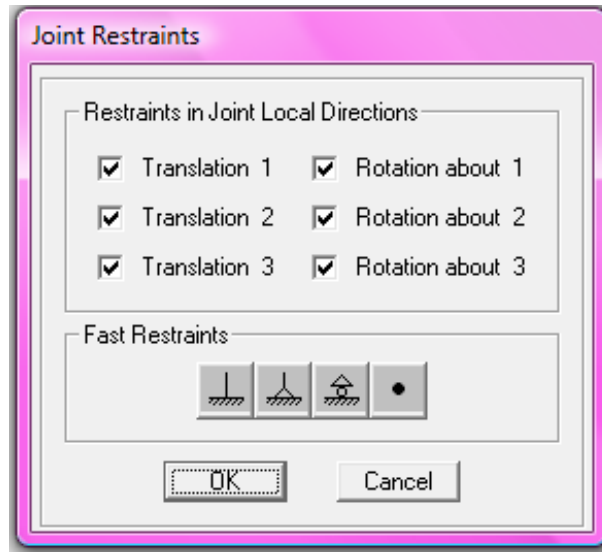 Joint Restraints
Restraints in Joint Local Directions
Translation 1 Rotation about 1
Translation 2 Rotation about 2
Translation 3 Rotation about 3
Fast Restraints
OK Cancel